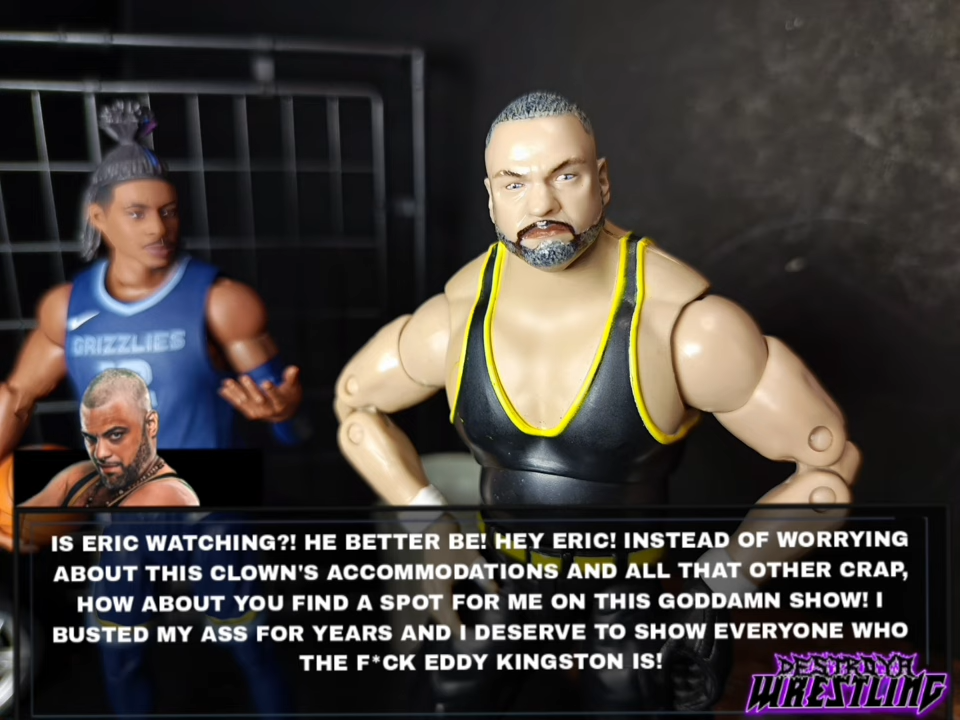 GRIZZLIES
12
IS ERIC WATCHING?! HE BETTER BE! HEY ERIC! INSTEAD OF WORRYING
ABOUT THIS CLOWN'S ACCOMMODATIONS AND ALL THAT OTHER CRAP,
HOW ABOUT YOU FIND A SPOT FOR ME ON THIS GODDAMN SHOW! I
BUSTED MY ASS FOR YEARS AND I DESERVE TO SHOW EVERYONE WHO
THE F*CK EDDY KINGSTON IS!
DESTROYA
WRESTLING